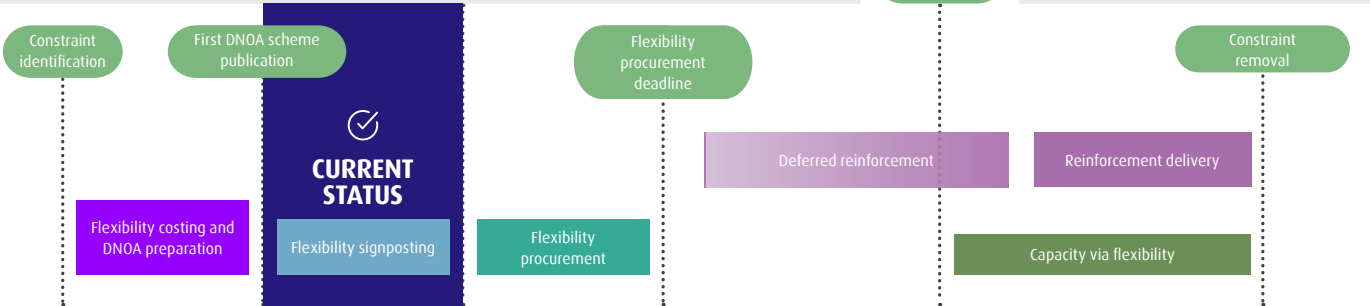 Constraint
identification
First DNOA scheme
publication
Flexibility
procurement
deadline
Constraint
removal
CURRENT
STATUS
Deferred reinforcement
Reinforcement delivery
Flexibility costing and
DNOA preparation
Flexibility signposting
Flexibility
procurement
Capacity via flexibility